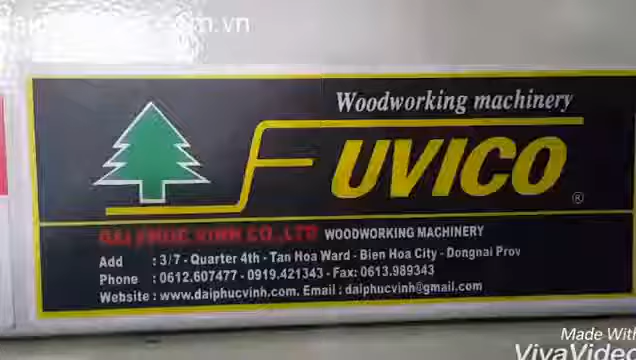 Woodworking machinery
FUVICO
®
DAI PHUC VINH CO., LTD WOODWORKING MACHINERY
Add : 3/7 - Quarter 4th - Tan Hoa Ward - Bien Hoa City - Dongnai Prov
Phone : 0612.607477 - 0919.421343 - Fax: 0613.989343
Website : www.daiphucvinh.com. Email : daiphucvinh@gmail.com
Made With
VivaVideo